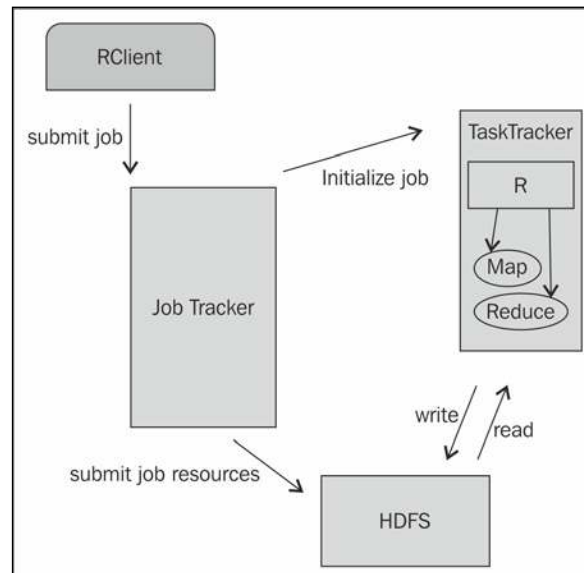 RClient
submit job
TaskTracker
Initialize job
R
Map
Job Tracker
Reduce
write
read
submit job resources
HDFS